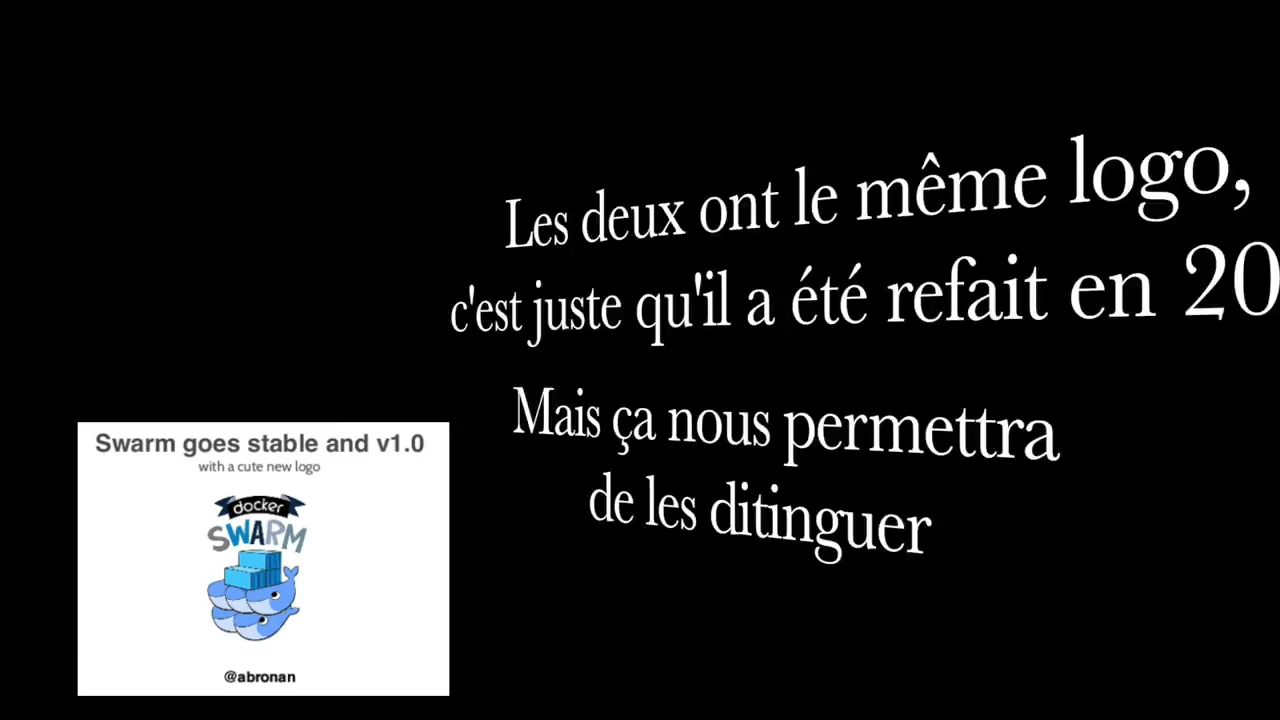 Les deux ont le même logo,
c'est juste qu'il a été refait en 20
Mais ça nous permettra
de les ditinguer
Swarm goes stable and v1.0
with a cute new logo
docker
SWARM
@abronan